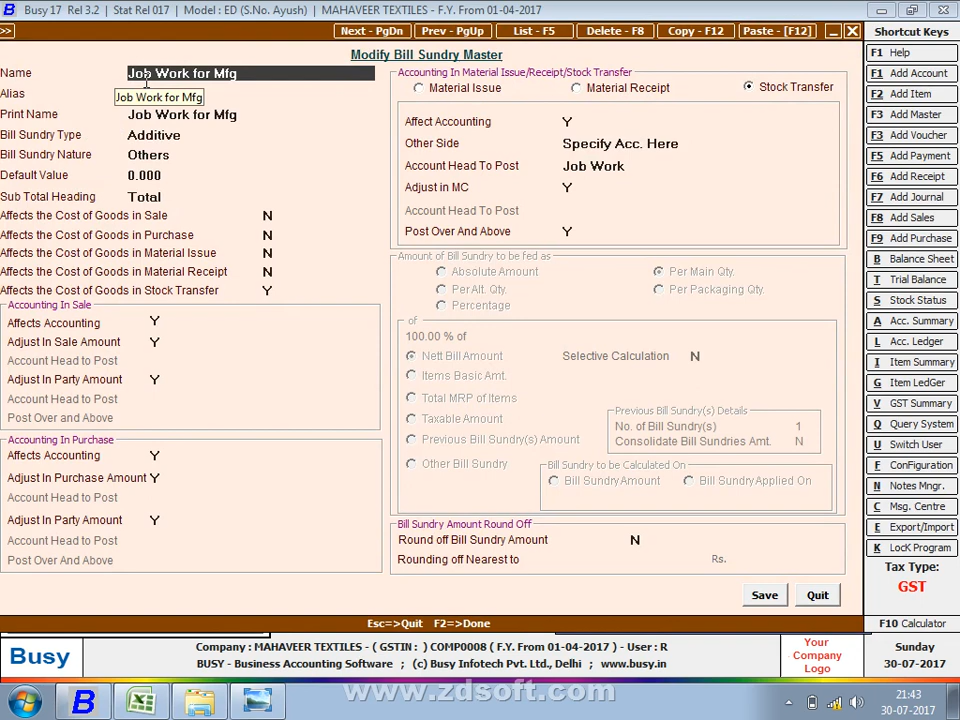 Busy 17 Rel 3.2 | Stat Rel 017 | Model : ED (S.No. Ayush) | MAHAVEER TEXTILES - F.Y. From 01-04-2017
>> Next - PgDn Prev - PgUp List - F5 Delete - F8 Copy - F12 Paste - [F12]
Modify Bill Sundry Master
Name Job Work for Mfg
Alias
Job Work for Mfg
Print Name Job Work for Mfg
Bill Sundry Type Additive
Bill Sundry Nature Others
Default Value 0.000
Sub Total Heading Total
Affects the Cost of Goods in Sale N
Affects the Cost of Goods in Purchase N
Affects the Cost of Goods in Material Issue N
Affects the Cost of Goods in Material Receipt N
Affects the Cost of Goods in Stock Transfer Y
Accounting In Sale
Affects Accounting Y
Adjust In Sale Amount Y
Account Head to Post
Adjust In Party Amount Y
Account Head to Post
Post Over and Above
Accounting In Purchase
Affects Accounting Y
Adjust In Purchase Amount Y
Account Head to Post
Adjust In Party Amount Y
Account Head to Post
Post Over And Above
Accounting In Material Issue/Receipt/Stock Transfer
Material Issue Material Receipt Stock Transfer
Affect Accounting Y
Other Side Specify Acc. Here
Account Head To Post Job Work
Adjust in MC Y
Account Head To Post
Post Over And Above Y
Amount of Bill Sundry to be fed as
Absolute Amount Per Main Qty.
Per Alt. Qty. Per Packaging Qty.
Percentage
of
100.00 % of
Nett Bill Amount Selective Calculation N
Items Basic Amt.
Total MRP of Items
Taxable Amount
Previous Bill Sundry(s) Amount
Other Bill Sundry
Previous Bill Sundry(s) Details
No. of Bill Sundry(s) 1
Consolidate Bill Sundries Amt. N
Bill Sundry to be Calculated On
Bill Sundry Amount Bill Sundry Applied On
Bill Sundry Amount Round Off
Round off Bill Sundry Amount N
Rounding off Nearest to Rs.
Save Quit
Esc=>Quit F2=>Done
Shortcut Keys
F1 Help
F1 Add Account
F2 Add Item
F3 Add Master
F3 Add Voucher
F5 Add Payment
F6 Add Receipt
F7 Add Journal
F8 Add Sales
F9 Add Purchase
B Balance Sheet
T Trial Balance
S Stock Status
A Acc. Summary
L Acc. Ledger
I Item Summary
G Item LedGer
V GST Summary
Q Query System
U Switch User
F ConFiguration
N Notes Mngr.
C Msg. Centre
E Export/Import
K LocK Program
Tax Type:
GST
F10 Calculator
Busy
Company : MAHAVEER TEXTILES - ( GSTIN : ) COMP0008 ( F.Y. From 01-04-2017 ) - User : R
BUSY - Business Accounting Software ; (c) Busy Infotech Pvt. Ltd., Delhi ; www.busy.in
Your
Company
Logo
Sunday
30-07-2017
www.zdsoft.com
21:43
30-07-2017